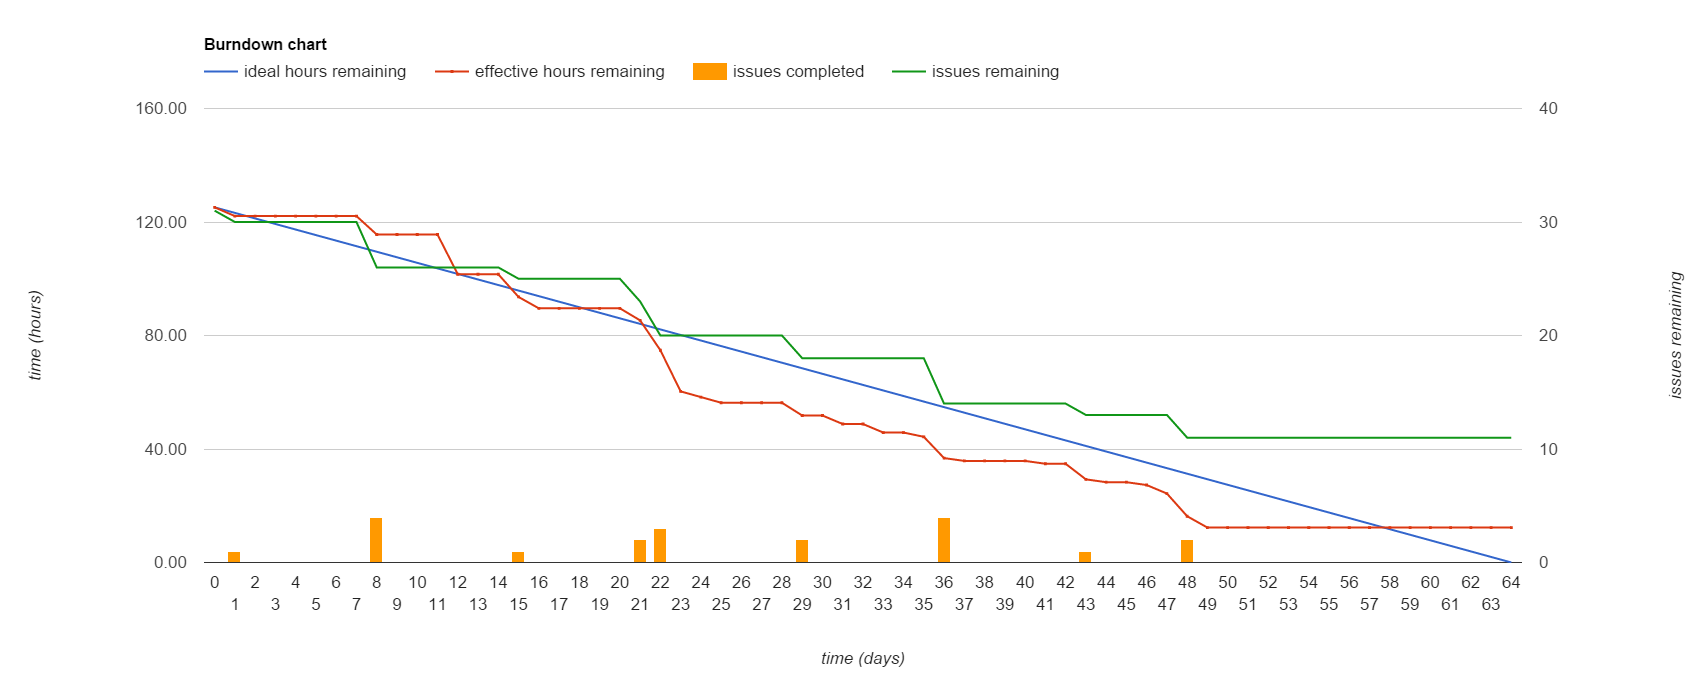 Burndown chart
ideal hours remaining effective hours remaining issues completed issues remaining
160.00 40
120.00 30
80.00 20
40.00 10
0.00 0
time (hours)
issues remaining
0 2 4 6 8 10 12 14 16 18 20 22 24 26 28 30 32 34 36 38 40 42 44 46 48 50 52 54 56 58 60 62 64
1 3 5 7 9 11 13 15 17 19 21 23 25 27 29 31 33 35 37 39 41 43 45 47 49 51 53 55 57 59 61 63
time (days)